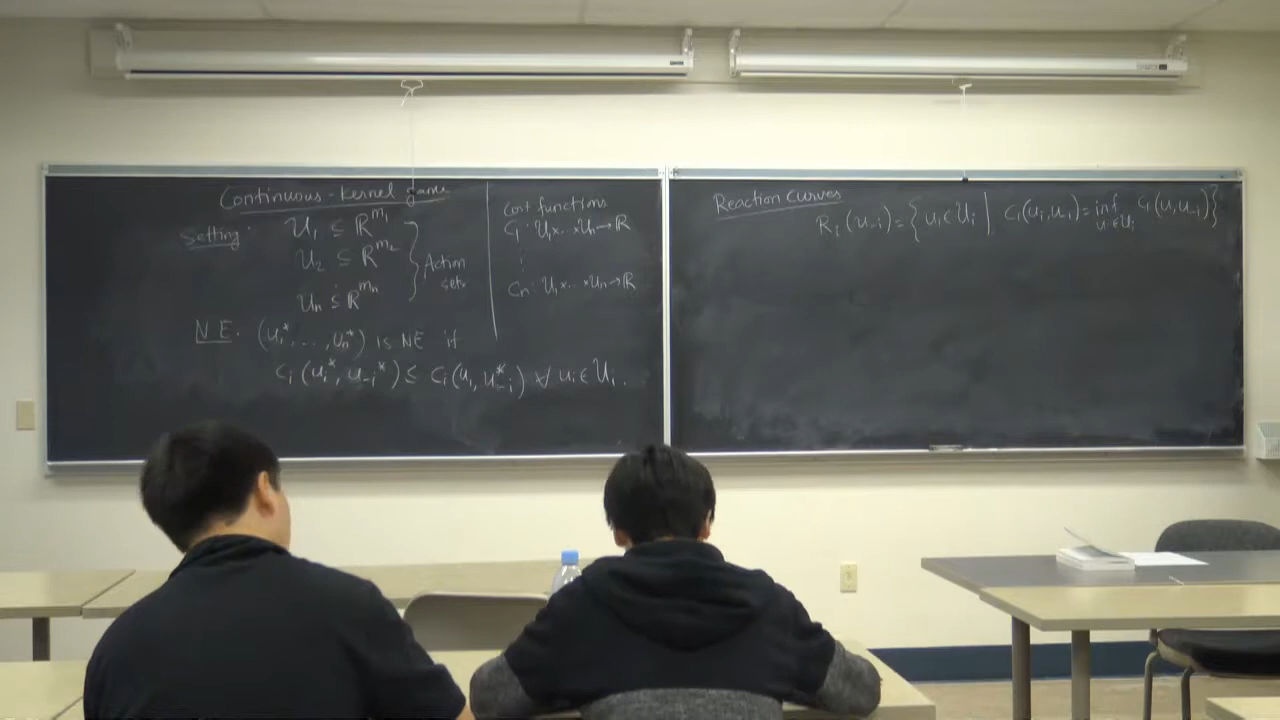 Continuous-Kernel game
Setting:
U₁ ⊆ ℝ^m₁
U₂ ⊆ ℝ^m₂
⋮
Uₙ ⊆ ℝ^mₙ
} Action
sets
Cost functions
C₁: U₁×...×Uₙ→ℝ
⋮
Cₙ: U₁×...×Uₙ→ℝ
N.E. (u₁*,...,uₙ*) is NE if
Cᵢ(uᵢ*, u₋ᵢ*) ≤ Cᵢ(uᵢ, u₋ᵢ*) ∀ uᵢ ∈ Uᵢ.
Reaction Curves
Rᵢ(u₋ᵢ) = { uᵢ ∈ Uᵢ | Cᵢ(uᵢ, u₋ᵢ) = inf Cᵢ(u, u₋ᵢ) }
u ∈ Uᵢ